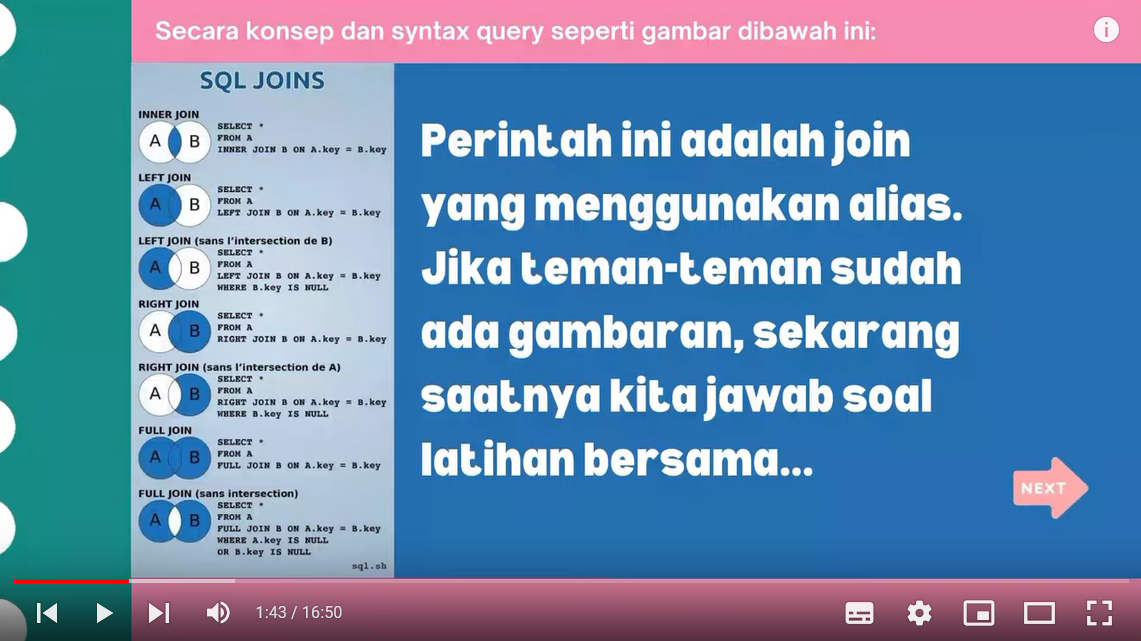 Secara konsep dan syntax query seperti gambar dibawah ini:
SQL JOINS
INNER JOIN
A B
SELECT *
FROM A
INNER JOIN B ON A.key = B.key
LEFT JOIN
A B
SELECT *
FROM A
LEFT JOIN B ON A.key = B.key
LEFT JOIN (sans l'intersection de B)
A B
SELECT *
FROM A
LEFT JOIN B ON A.key = B.key
WHERE B.key IS NULL
RIGHT JOIN
A B
SELECT *
FROM A
RIGHT JOIN B ON A.key = B.key
RIGHT JOIN (sans l'intersection de A)
A B
SELECT *
FROM A
RIGHT JOIN B ON A.key = B.key
WHERE B.key IS NULL
FULL JOIN
A B
SELECT *
FROM A
FULL JOIN B ON A.key = B.key
FULL JOIN (sans intersection)
A B
SELECT *
FROM A
FULL JOIN B ON A.key = B.key
WHERE A.key IS NULL
OR B.key IS NULL
sql.sh
Perintah ini adalah join
yang menggunakan alias.
Jika teman-teman sudah
ada gambaran, sekarang
saatnya kita jawab soal
latihan bersama...
NEXT
1:43 / 16:50